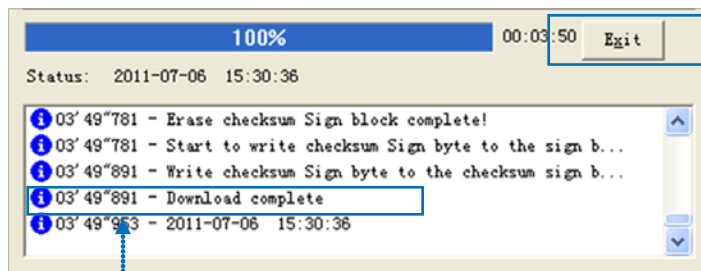 100%
00:03:50 Exit
Status: 2011-07-06 15:30:36
03'49"781 - Erase checksum Sign block complete!
03'49"781 - Start to write checksum Sign byte to the sign b...
03'49"891 - Write checksum Sign byte to the checksum sign b...
03'49"891 - Download complete
03'49"953 - 2011-07-06 15:30:36